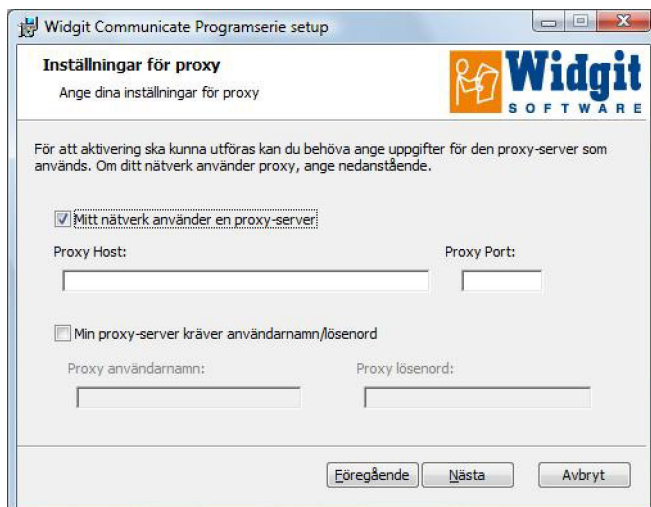 Widgit Communicate Programserie setup
Inställningar för proxy
Ange dina inställningar för proxy
Widgit
SOFTWARE
För att aktivering ska kunna utföras kan du behöva ange uppgifter för den proxy-server som
används. Om ditt nätverk använder proxy, ange nedanstående.
Mitt nätverk använder en proxy-server
Proxy Host: Proxy Port:
Min proxy-server kräver användarnamn/lösenord
Proxy användarnamn: Proxy lösenord:
Föregående Nästa Avbryt